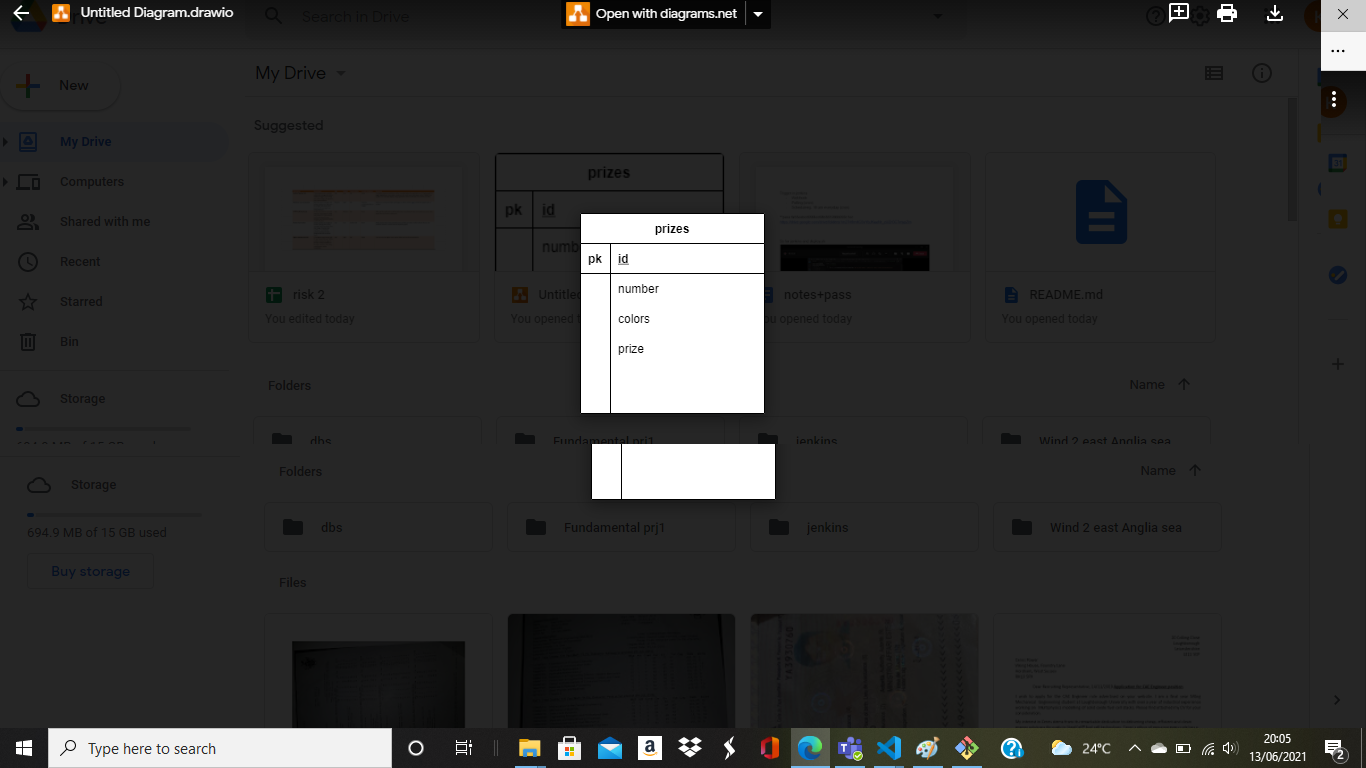 Untitled Diagram.drawio
Search in Drive
Open with diagrams.net
My Drive
New
Suggested
My Drive
Computers
Shared with me
Recent
Starred
Bin
Storage
prizes
pk id
prizes
pk id
number
colors
prize
risk 2
You edited today
notes+pass
You opened today
README.md
You opened today
Folders
Name
dbs
Fundamental prj1
jenkins
Wind 2 east Anglia sea
Folders
Name
Storage
694.9 MB of 15 GB used
Buy storage
dbs
Fundamental prj1
jenkins
Wind 2 east Anglia sea
Files
Type here to search
24°C
20:05
13/06/2021
2